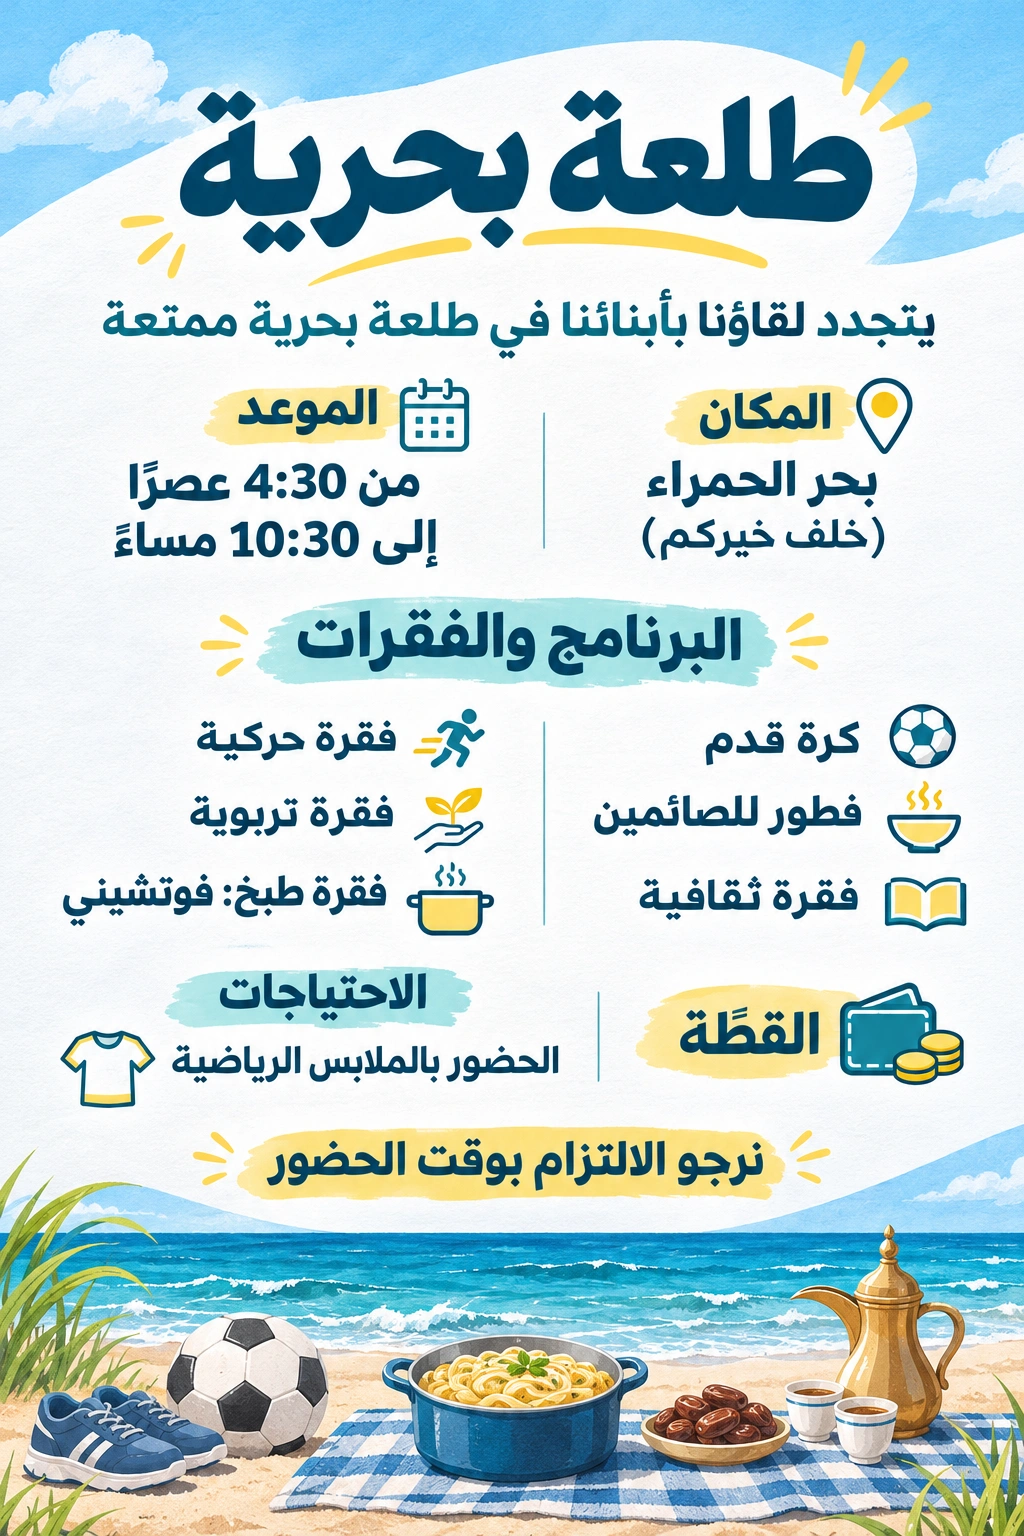 طلعة بحرية
يتجدد لقاؤنا بأبنائنا في طلعة بحرية ممتعة
المكان
بحر الحمراء
(خلف خيركم)
الموعد
من 4:30 عصرًا
إلى 10:30 مساءً
البرنامج والفقرات
كرة قدم
فطور للصائمين
فقرة ثقافية
فقرة حركية
فقرة تربوية
فقرة طبخ: فوتشيني
القطًة
الاحتياجات
الحضور بالملابس الرياضية
نرجو الالتزام بوقت الحضور